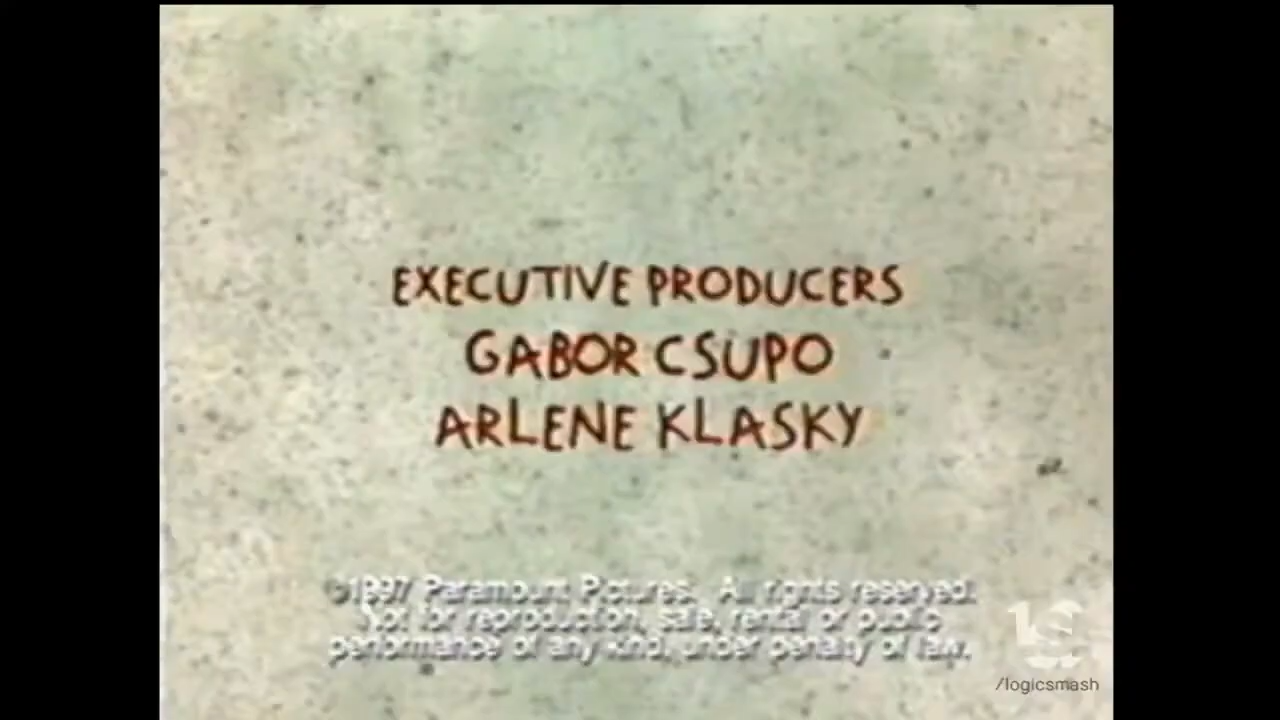 EXECUTIVE PRODUCERS
GABOR CSUPO
ARLENE KLASKY
©1997 Paramount Pictures. All rights reserved.
Not for reproduction, sale, rental or public
performance of any kind, under penalty of law.
LS
/logicsmash